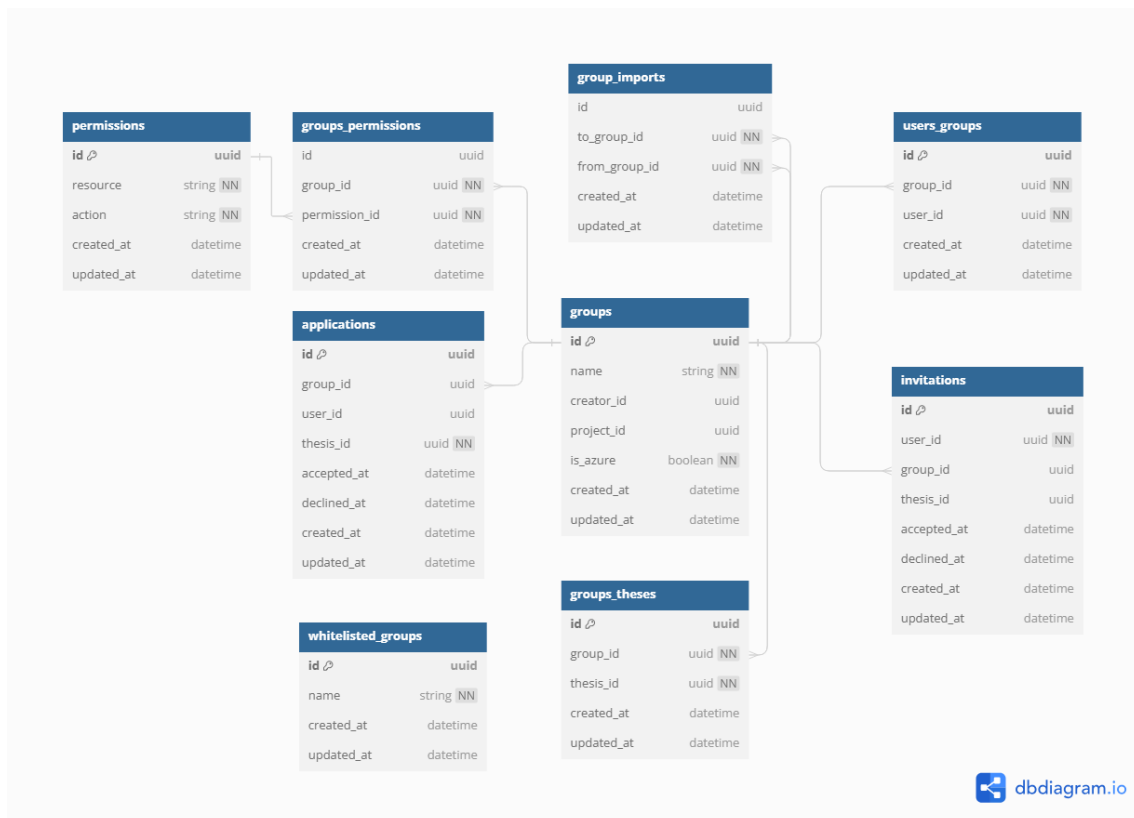 group_imports
id uuid
to_group_id uuid NN
from_group_id uuid NN
created_at datetime
updated_at datetime
permissions
id uuid
resource string NN
action string NN
created_at datetime
updated_at datetime
groups_permissions
id uuid
group_id uuid NN
permission_id uuid NN
created_at datetime
updated_at datetime
users_groups
id uuid
group_id uuid NN
user_id uuid NN
created_at datetime
updated_at datetime
applications
id uuid
group_id uuid
user_id uuid
thesis_id uuid NN
accepted_at datetime
declined_at datetime
created_at datetime
updated_at datetime
groups
id uuid
name string NN
creator_id uuid
project_id uuid
is_azure boolean NN
created_at datetime
updated_at datetime
invitations
id uuid
user_id uuid NN
group_id uuid
thesis_id uuid
accepted_at datetime
declined_at datetime
created_at datetime
updated_at datetime
groups_theses
id uuid
group_id uuid NN
thesis_id uuid NN
created_at datetime
updated_at datetime
whitelisted_groups
id uuid
name string NN
created_at datetime
updated_at datetime
dbdiagram.io